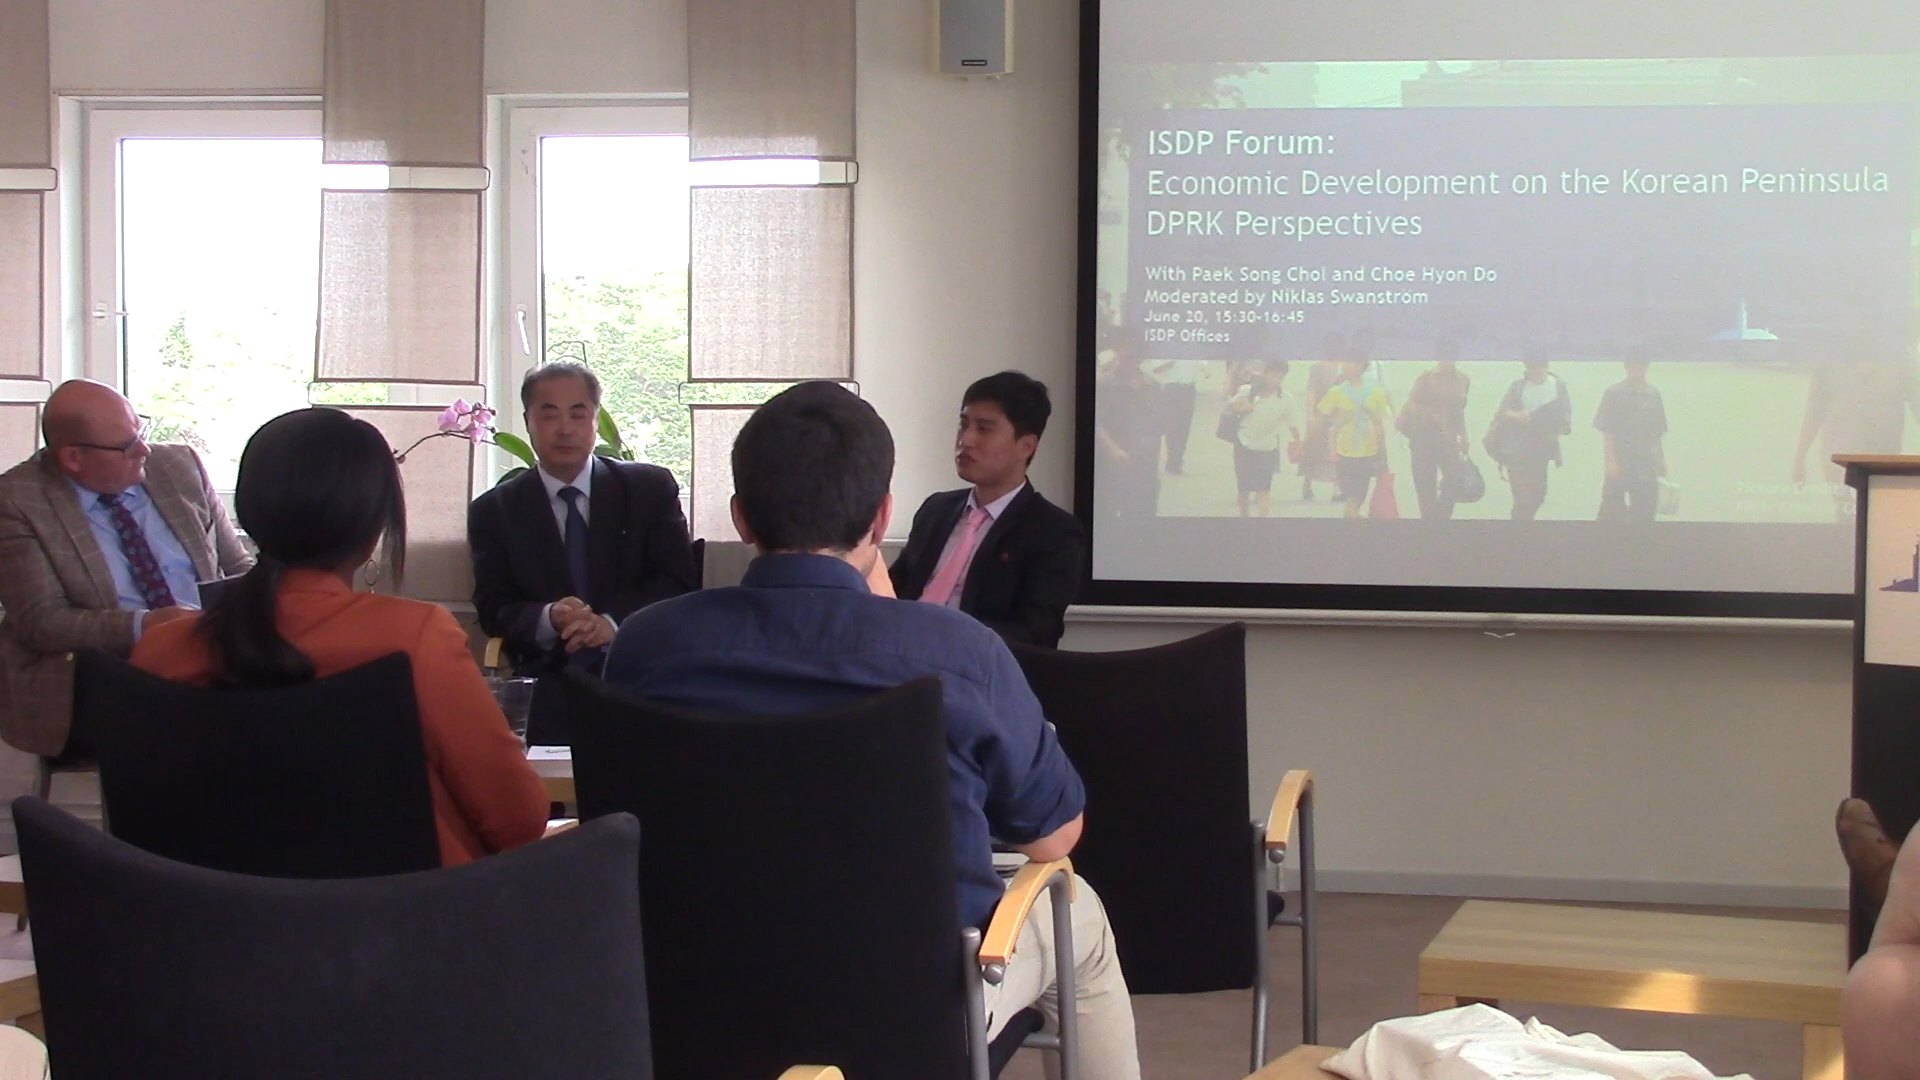 ISDP Forum:
Economic Development on the Korean Peninsula
DPRK Perspectives
With Paek Song Chol and Choe Hyon Do
Moderated by Niklas Swanström
June 20, 15:30-16:45
ISDP Offices